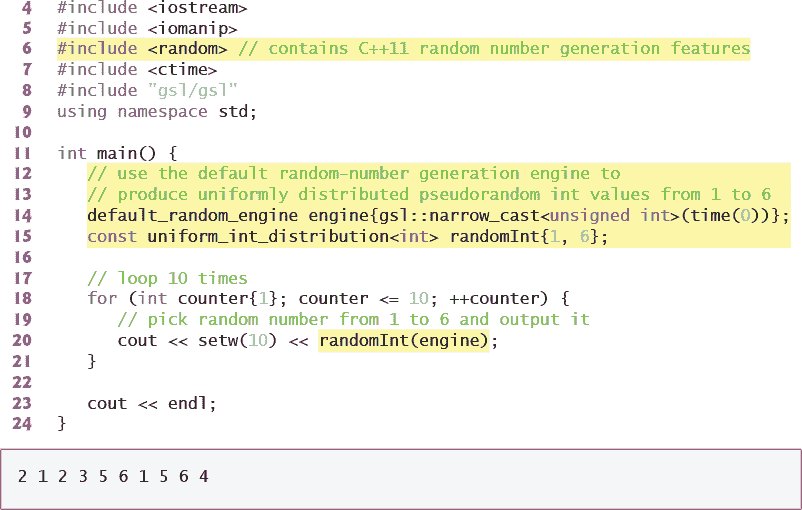 4 #include <iostream>
5 #include <iomanip>
6 #include <random> // contains C++11 random number generation features
7 #include <ctime>
8 #include "gsl/gsl"
9 using namespace std;
10
11 int main() {
12 // use the default random-number generation engine to
13 // produce uniformly distributed pseudorandom int values from 1 to 6
14 default_random_engine engine{gsl::narrow_cast<unsigned int>(time(0))};
15 const uniform_int_distribution<int> randomInt{1, 6};
16
17 // loop 10 times
18 for (int counter{1}; counter <= 10; ++counter) {
19 // pick random number from 1 to 6 and output it
20 cout << setw(10) << randomInt(engine);
21 }
22
23 cout << endl;
24 }
2 1 2 3 5 6 1 5 6 4